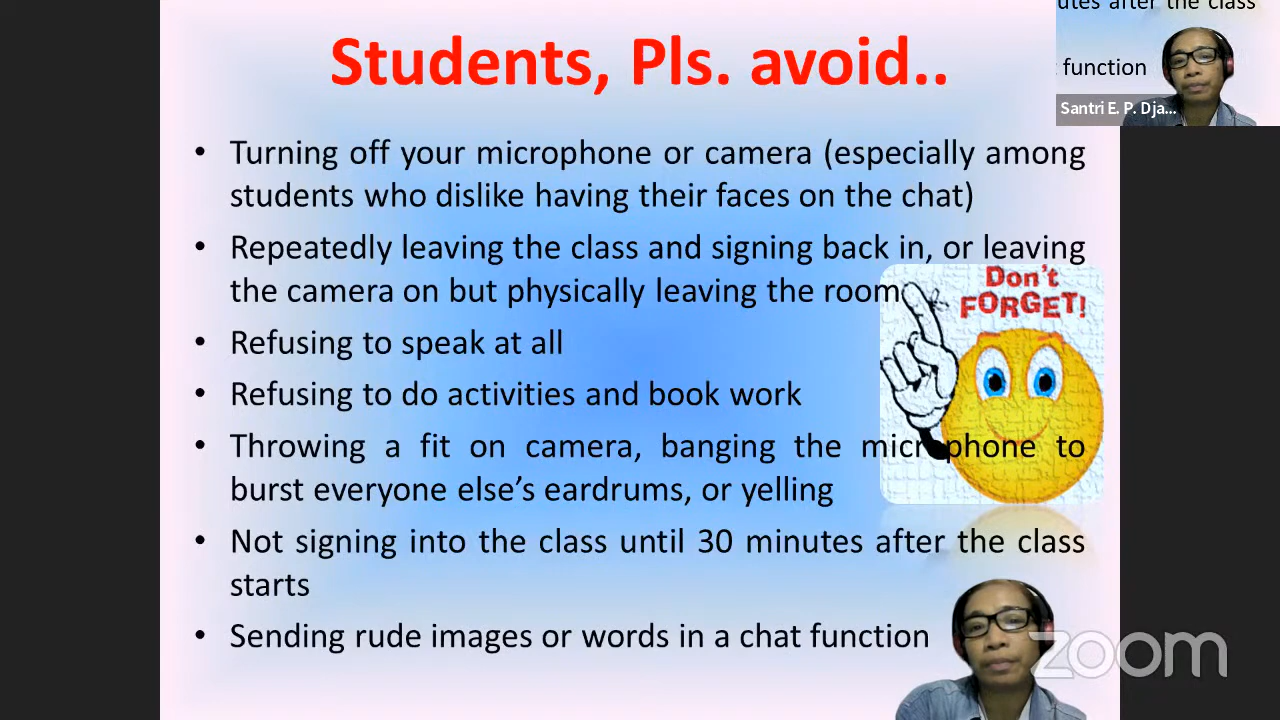 Students, Pls. avoid..
utes after the class
function
Santri E. P. Dja...
• Turning off your microphone or camera (especially among
students who dislike having their faces on the chat)
• Repeatedly leaving the class and signing back in, or leaving
the camera on but physically leaving the room
Don't
FORGET!
• Refusing to speak at all
• Refusing to do activities and book work
• Throwing a fit on camera, banging the microphone to
burst everyone else’s eardrums, or yelling
• Not signing into the class until 30 minutes after the class
starts
• Sending rude images or words in a chat function
zoom